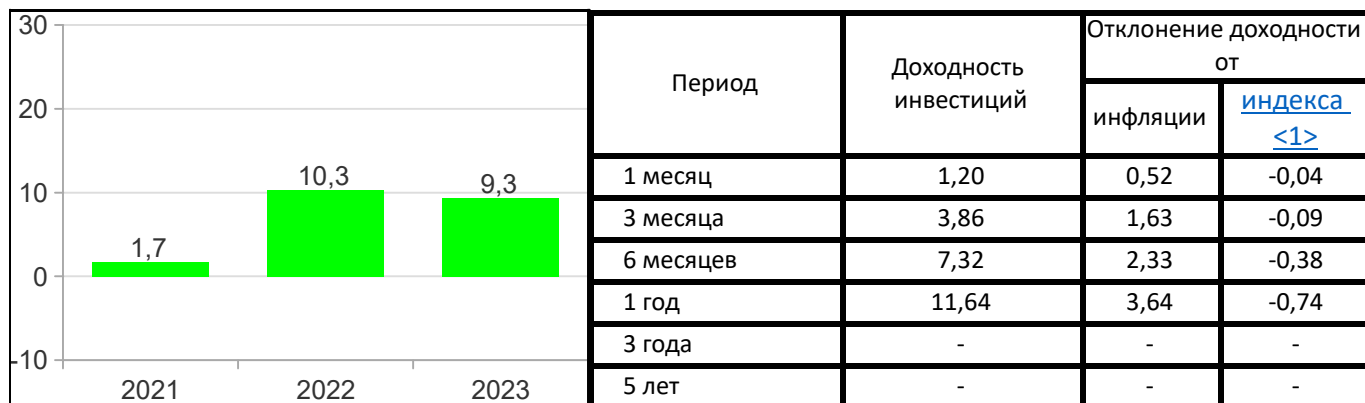 30
20
10
0
-10
1,7
10,3
9,3
2021
2022
2023
Период
Доходность
инвестиций
Отклонение доходности
от
инфляции
индекса
<1>
1 месяц 1,20 0,52 -0,04
3 месяца 3,86 1,63 -0,09
6 месяцев 7,32 2,33 -0,38
1 год 11,64 3,64 -0,74
3 года - - -
5 лет - - -